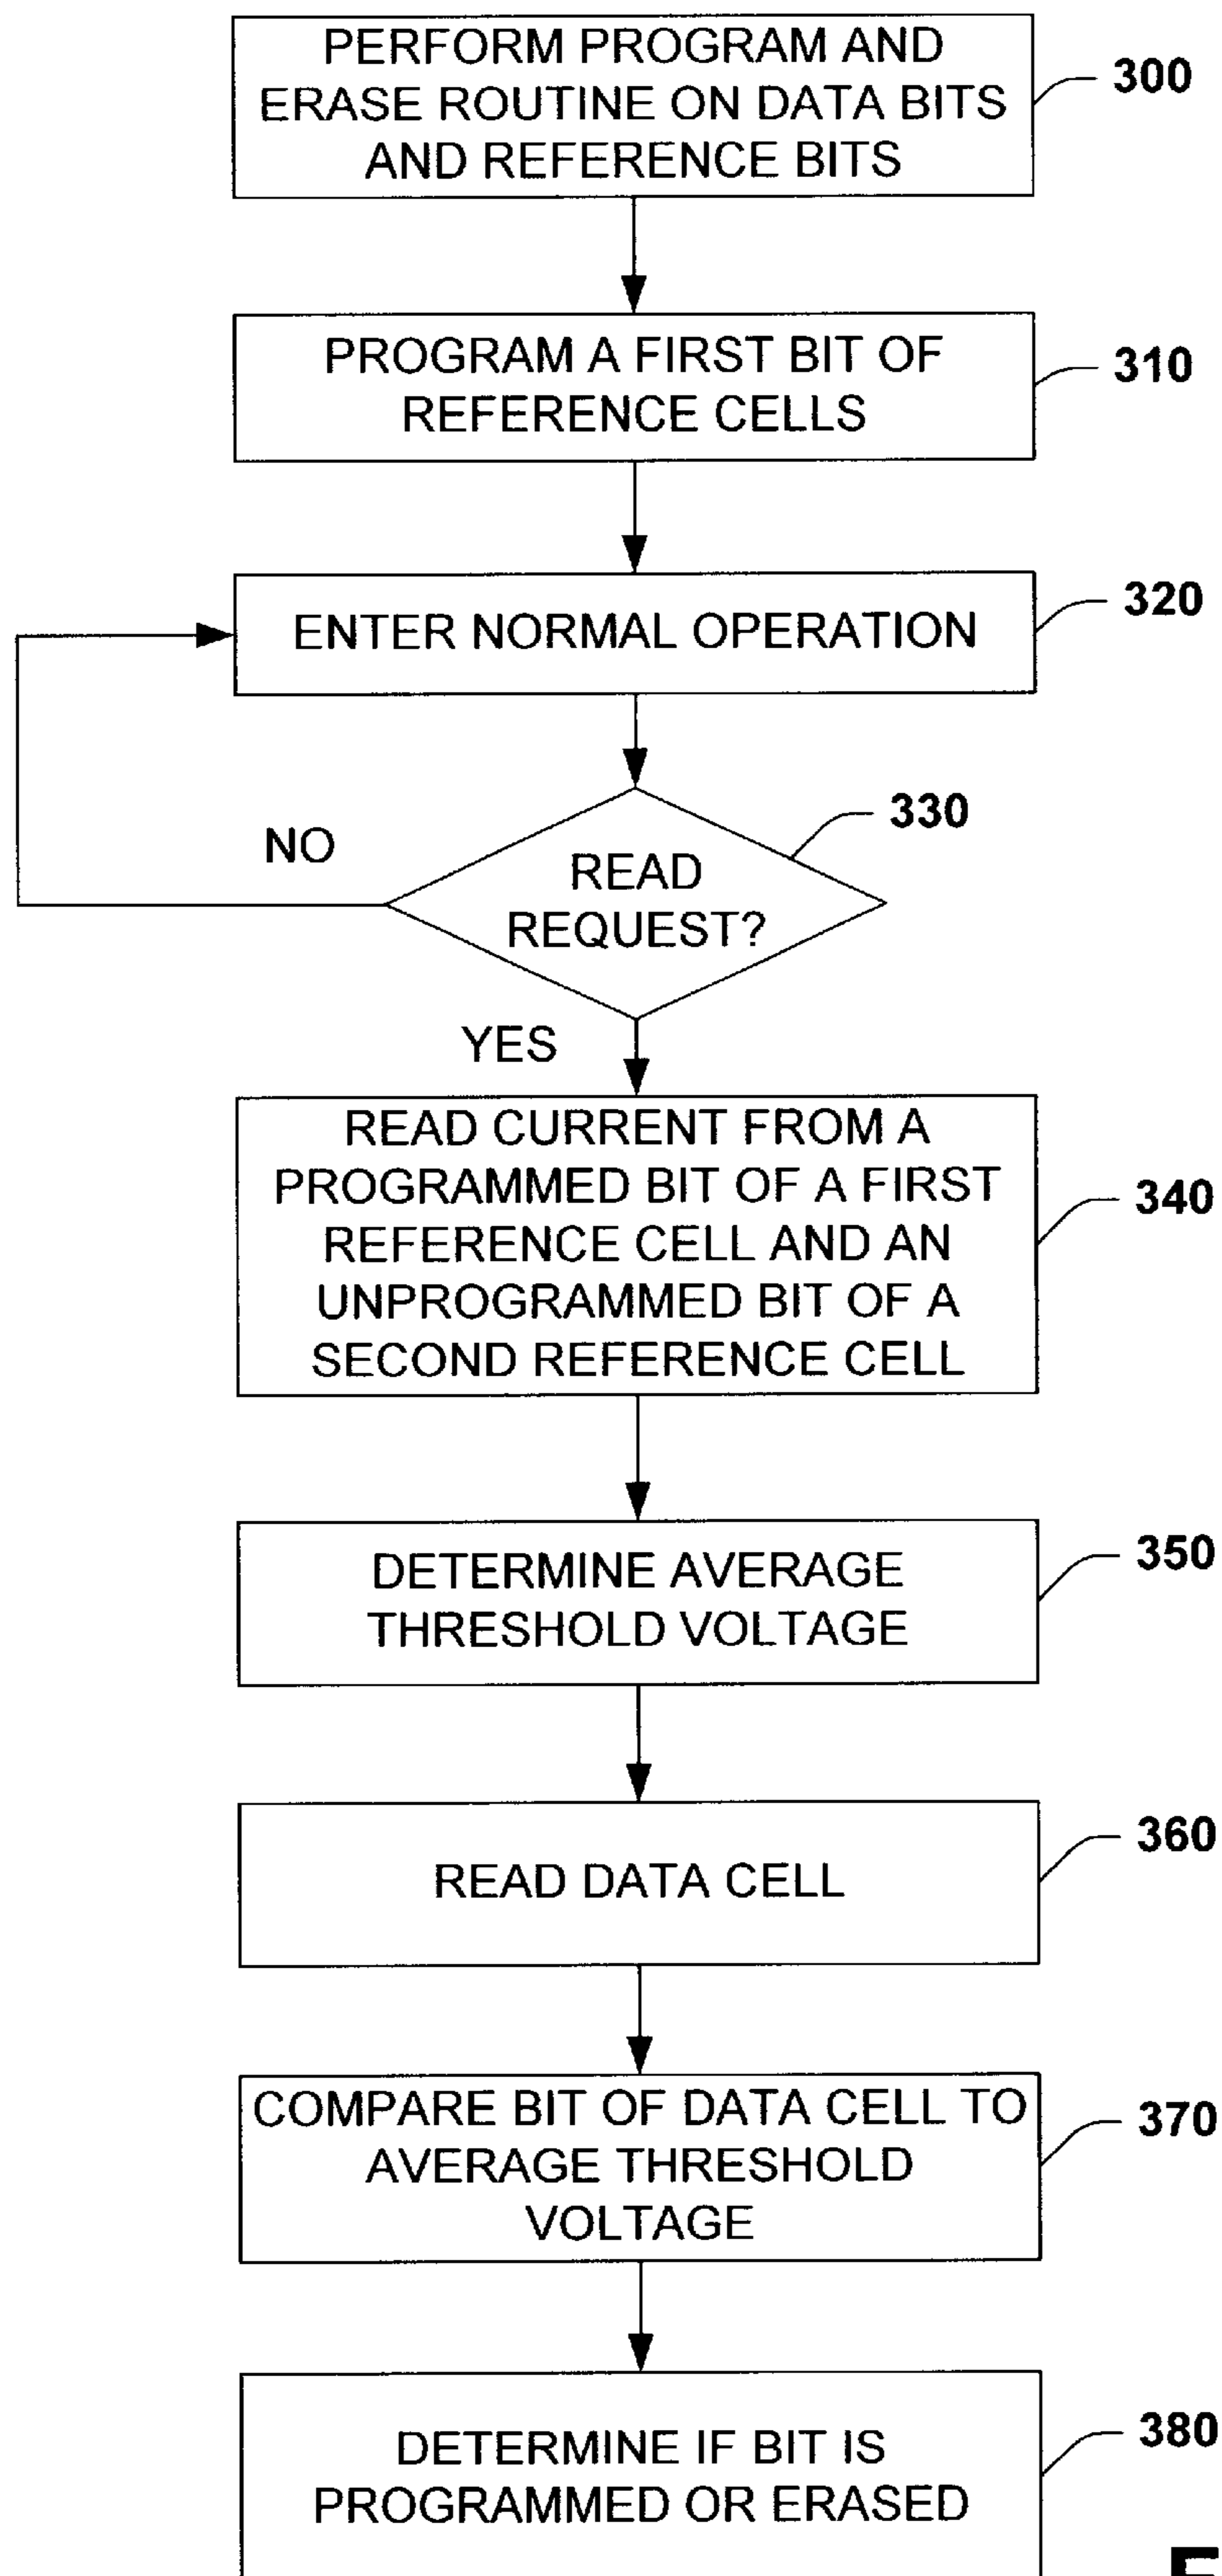 PERFORM PROGRAM AND
ERASE ROUTINE ON DATA BITS
AND REFERENCE BITS
300
PROGRAM A FIRST BIT OF
REFERENCE CELLS
310
ENTER NORMAL OPERATION
320
NO
READ
REQUEST?
330
YES
READ CURRENT FROM A
PROGRAMMED BIT OF A FIRST
REFERENCE CELL AND AN
UNPROGRAMMED BIT OF A
SECOND REFERENCE CELL
340
DETERMINE AVERAGE
THRESHOLD VOLTAGE
350
READ DATA CELL
360
COMPARE BIT OF DATA CELL TO
AVERAGE THRESHOLD
VOLTAGE
370
DETERMINE IF BIT IS
PROGRAMMED OR ERASED
380